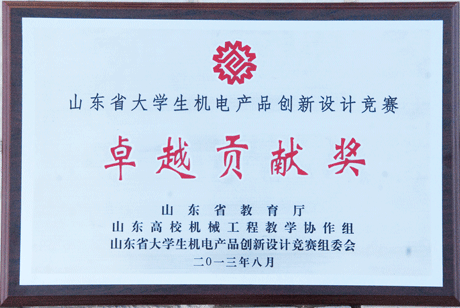 山东省大学生机电产品创新设计竞赛
卓越贡献奖
山东省教育厅
山东高校机械工程教学协作组
山东省大学生机电产品创新设计竞赛组委会
二〇一三年八月